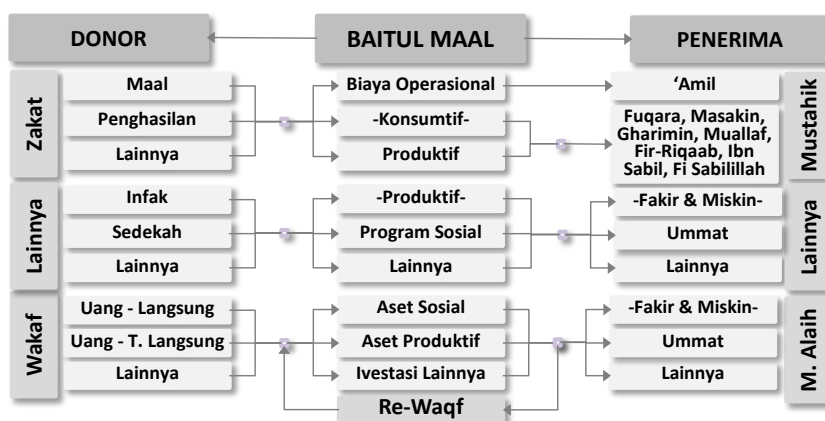 DONOR
BAITUL MAAL
PENERIMA
Zakat
Maal
Penghasilan
Lainnya
Biaya Operasional
-Konsumtif-
Produktif
‘Amil
Fuqara, Masakin,
Gharimin, Muallaf,
Fir-Riqaab, Ibn
Sabil, Fi Sabilillah
Mustahik
Lainnya
Infak
Sedekah
Lainnya
-Produktif-
Program Sosial
Lainnya
-Fakir & Miskin-
Ummat
Lainnya
Lainnya
Wakaf
Uang - Langsung
Uang - T. Langsung
Lainnya
Aset Sosial
Aset Produktif
Ivestasi Lainnya
Re-Waqf
-Fakir & Miskin-
Ummat
Lainnya
M. Alaih